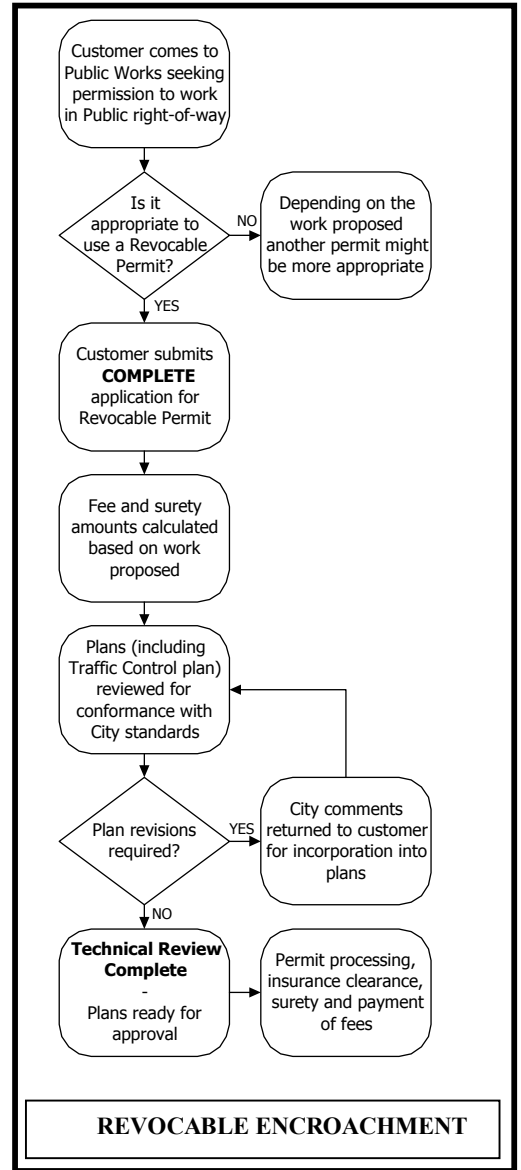 Customer comes to
Public Works seeking
permission to work
in Public right-of-way
Is it
appropriate to
use a Revocable
Permit?
NO
Depending on the
work proposed
another permit might
be more appropriate
YES
Customer submits
COMPLETE
application for
Revocable Permit
Fee and surety
amounts calculated
based on work
proposed
Plans (including
Traffic Control plan)
reviewed for
conformance with
City standards
Plan revisions
required?
YES
City comments
returned to customer
for incorporation into
plans
NO
Technical Review
Complete
-
Plans ready for
approval
Permit processing,
insurance clearance,
surety and payment
of fees
REVOCABLE ENCROACHMENT